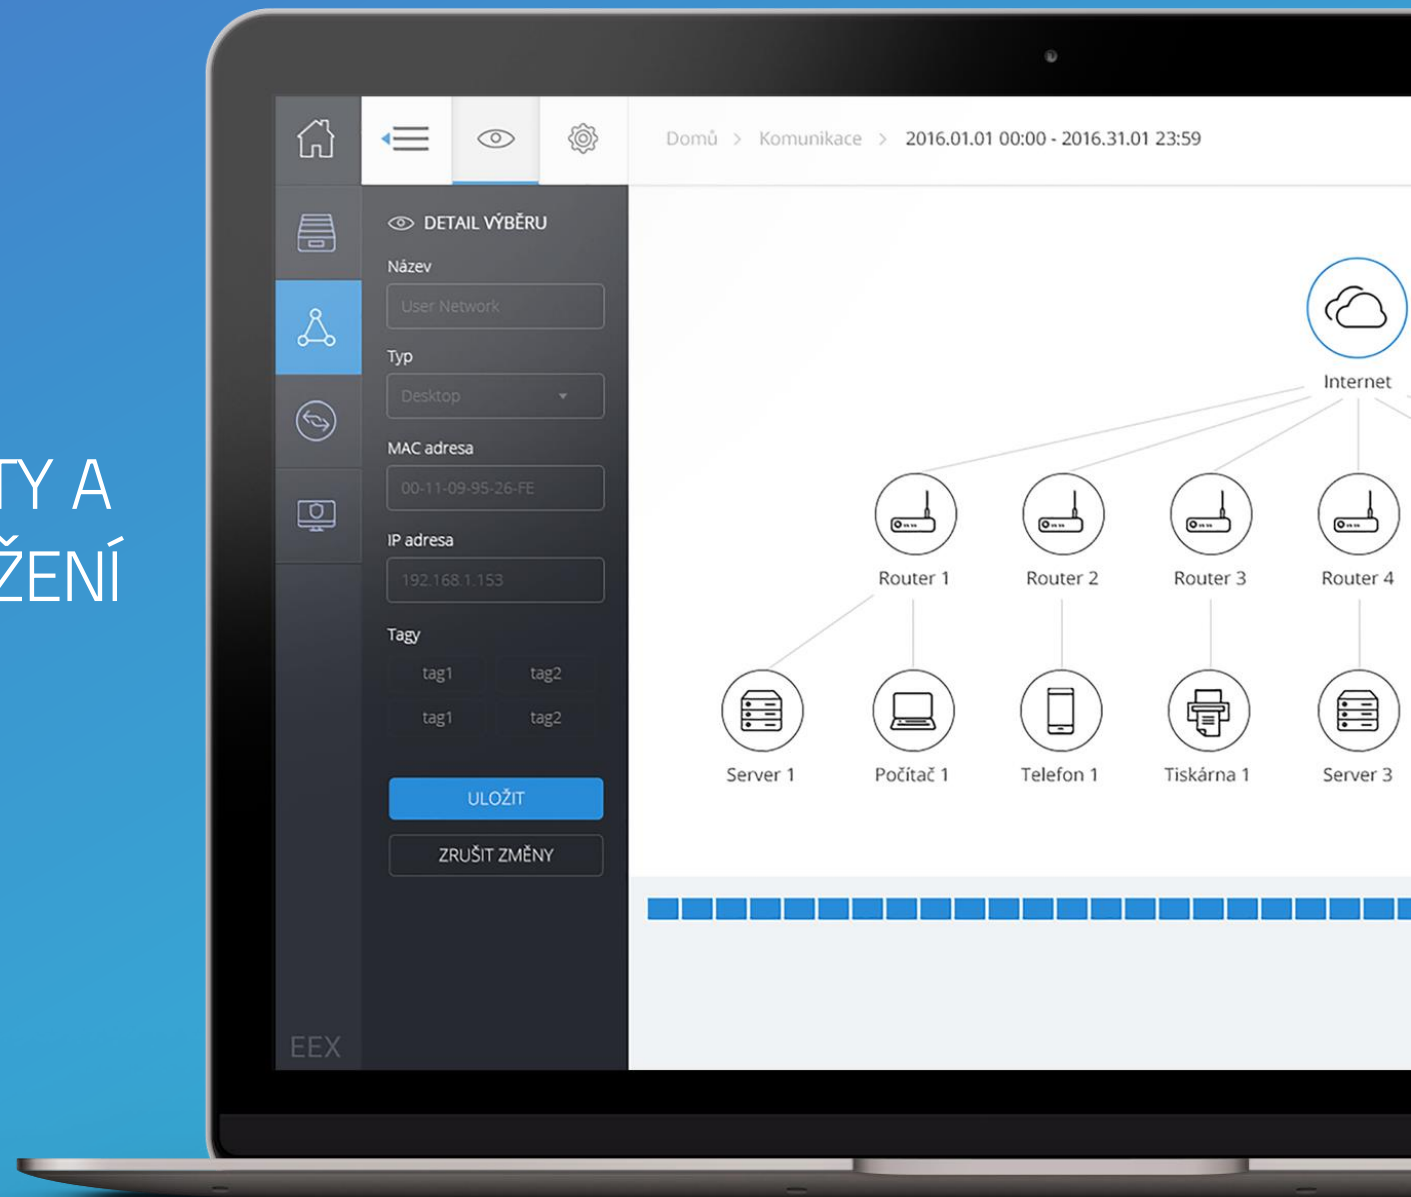 TY A
ŽENÍ
Domů > Komunikace > 2016.01.01 00:00 - 2016.31.01 23:59
DETAIL VÝBĚRU
Název
User Network
Typ
Desktop
MAC adresa
00-11-09-95-26-FE
IP adresa
192.168.1.153
Tagy
tag1 tag2
tag1 tag2
ULOŽIT
ZRUŠIT ZMĚNY
EEX
Internet
Router 1 Router 2 Router 3 Router 4
Server 1 Počítač 1 Telefon 1 Tiskárna 1 Server 3